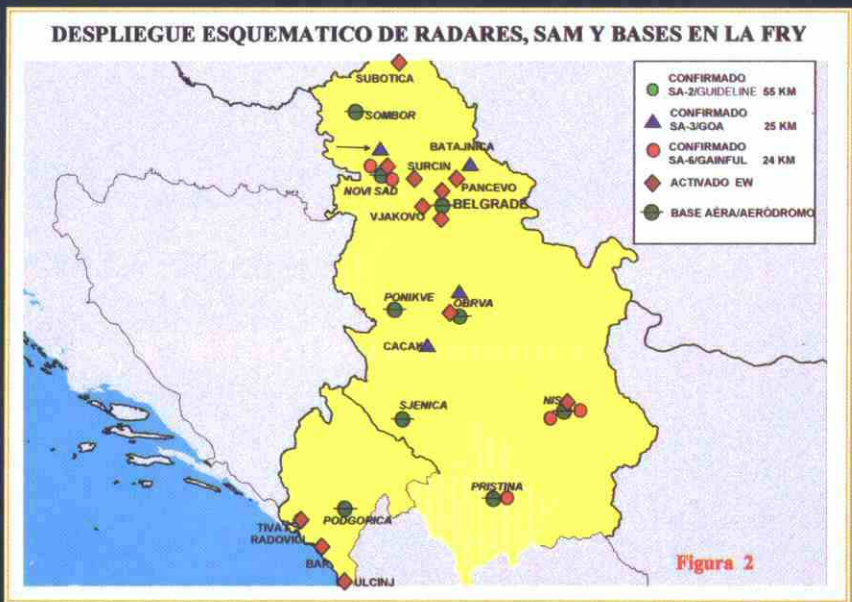 DESPLIEGUE ESQUEMATICO DE RADARES, SAM Y BASES EN LA FRY
CONFIRMADO
SA-2/GUIDELINE 55 KM
CONFIRMADO
SA-3/GOA 25 KM
CONFIRMADO
SA-6/GAINFUL 24 KM
ACTIVADO EW
BASE AÉRA/AERÓDROMO
SUBOTICA
SOMBOR
BATAJNICA
SURCIN
NOVI SAD
PANCEVO
BELGRADE
VJAKOVO
PONIKVE
OBRVA
CACAK
SJENICA
NIS
PRISTINA
PODGORICA
TIVAT
RADOVICI
BAR
ULCINJ
Figura 2